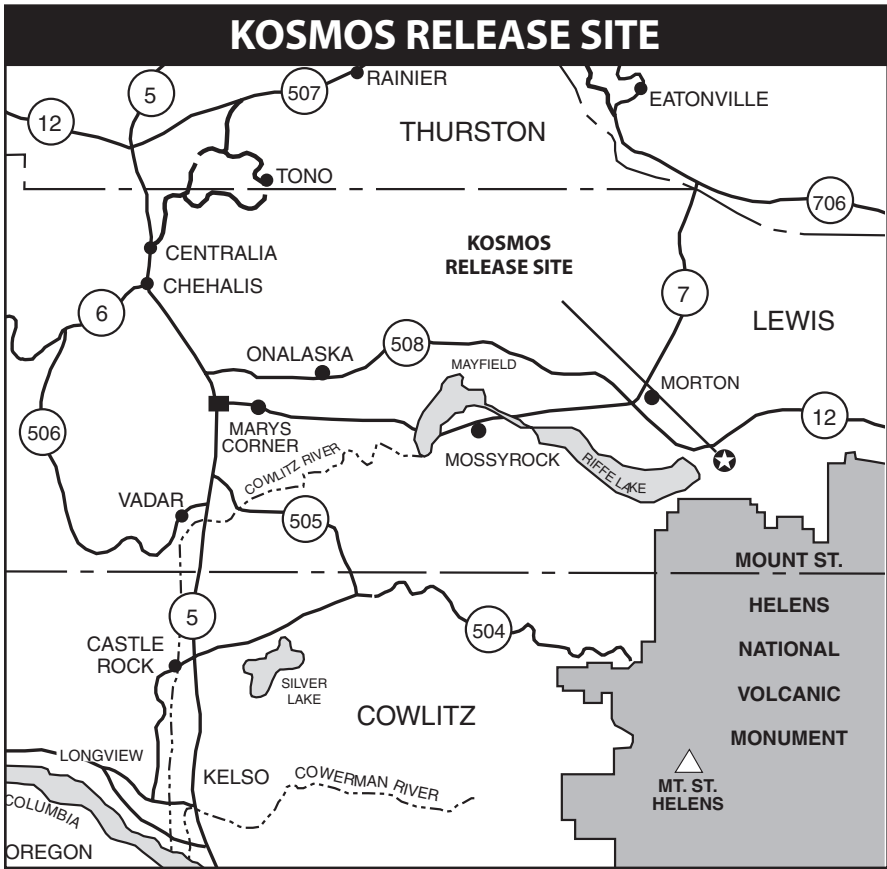 KOSMOS RELEASE SITE
5
507
RAINIER
12
EATONVILLE
THURSTON
TONO
706
CENTRALIA
KOSMOS
RELEASE SITE
CHEHALIS
6
7
LEWIS
508
ONALASKA
MAYFIELD
MORTON
12
506
MARYS
CORNER
MOSSYROCK
COWLITZ RIVER
RIFFE LAKE
VADAR
505
MOUNT ST.
HELENS
NATIONAL
VOLCANIC
MONUMENT
5
504
CASTLE
ROCK
SILVER
LAKE
COWLITZ
LONGVIEW
KELSO
COWERMAN RIVER
MT. ST.
HELENS
COLUMBIA
OREGON